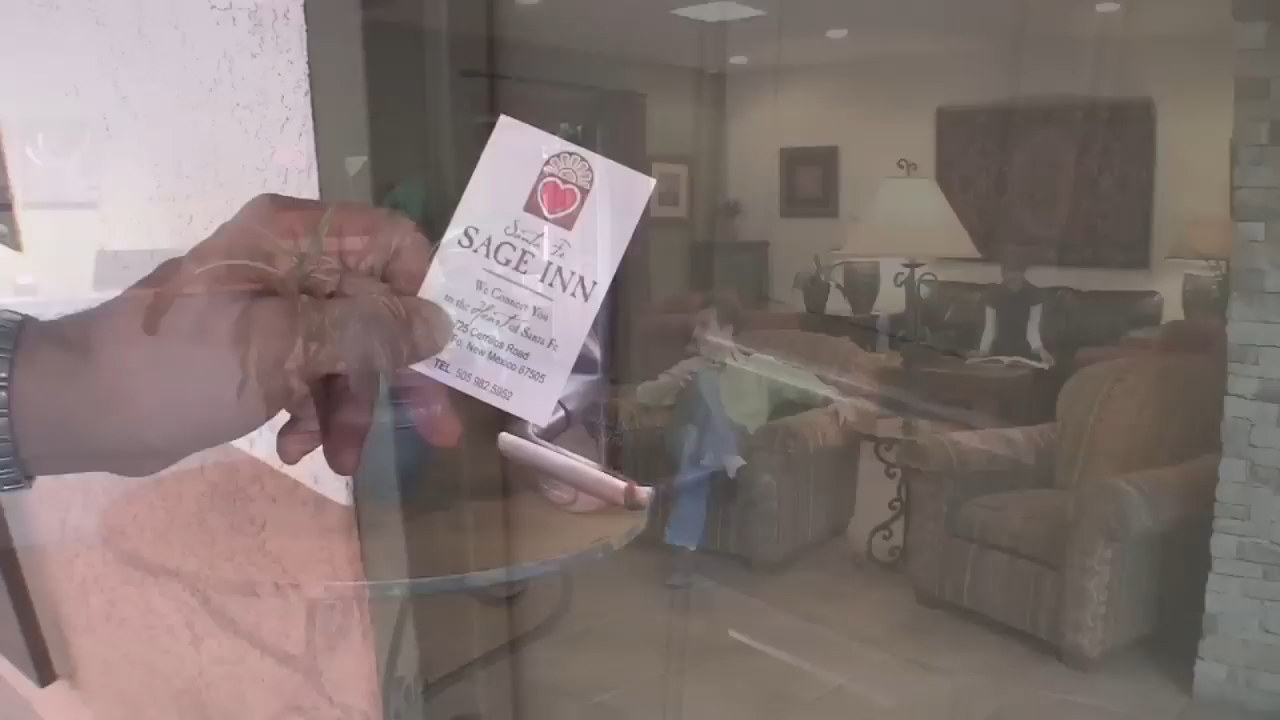 Santa Fe
SAGE INN
We Connect You
to the Heart of Santa Fe
725 Cerrillos Road
Fe, New Mexico 87505
TEL 505 982.5952